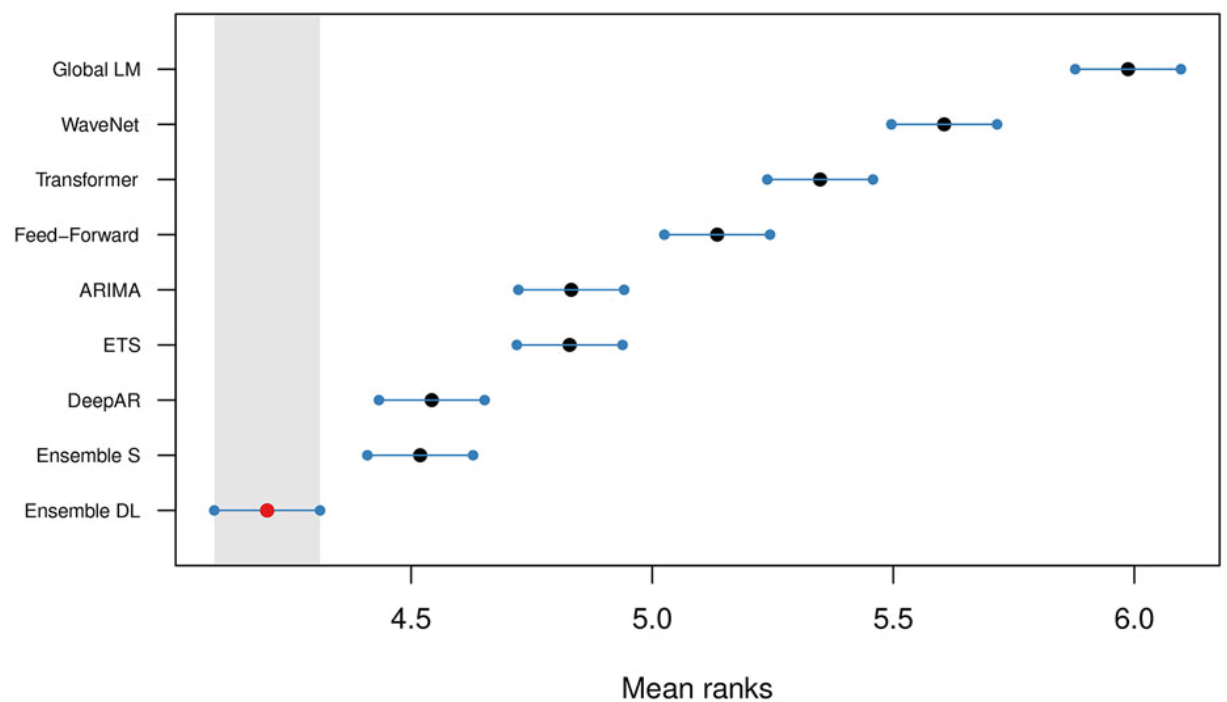 Global LM
WaveNet
Transformer
Feed−Forward
ARIMA
ETS
DeepAR
Ensemble S
Ensemble DL
4.5 5.0 5.5 6.0
Mean ranks